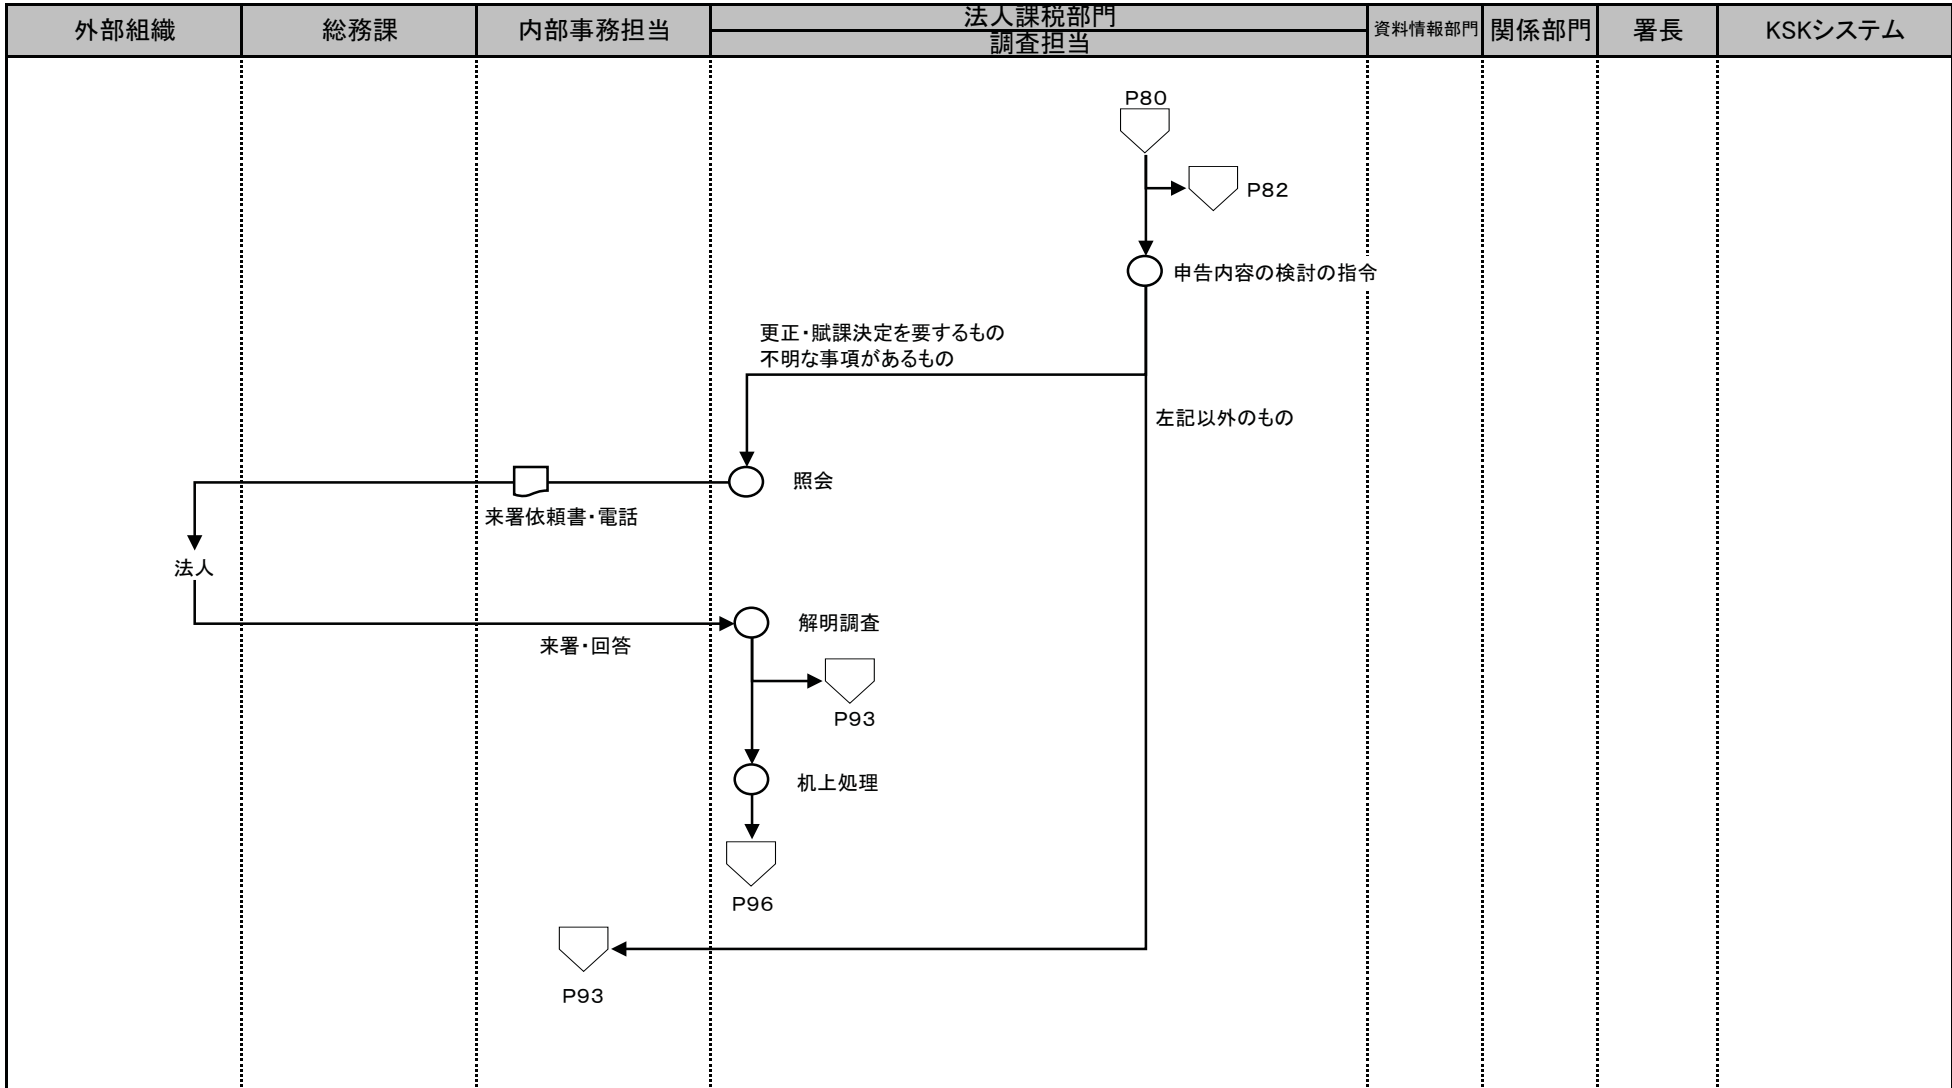 外部組織
総務課
内部事務担当
法人課税部門
調査担当
資料情報部門
関係部門
署長
KSKシステム
P80
P82
申告内容の検討の指令
更正・賦課決定を要するもの
不明な事項があるもの
左記以外のもの
照会
来署依頼書・電話
法人
解明調査
来署・回答
P93
机上処理
P96
P93